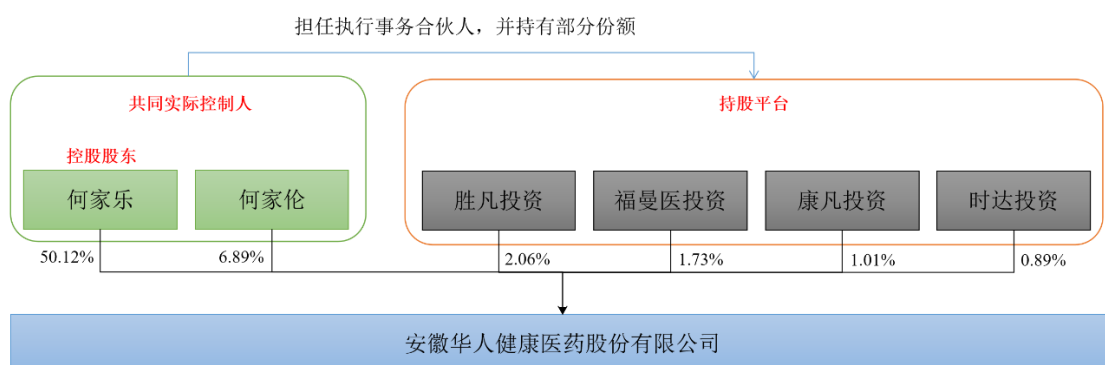 担任执行事务合伙人，并持有部分份额
共同实际控制人
持股平台
控股股东
何家乐
何家伦
胜凡投资
福曼医投资
康凡投资
时达投资
50.12%
6.89%
2.06%
1.73%
1.01%
0.89%
安徽华人健康医药股份有限公司